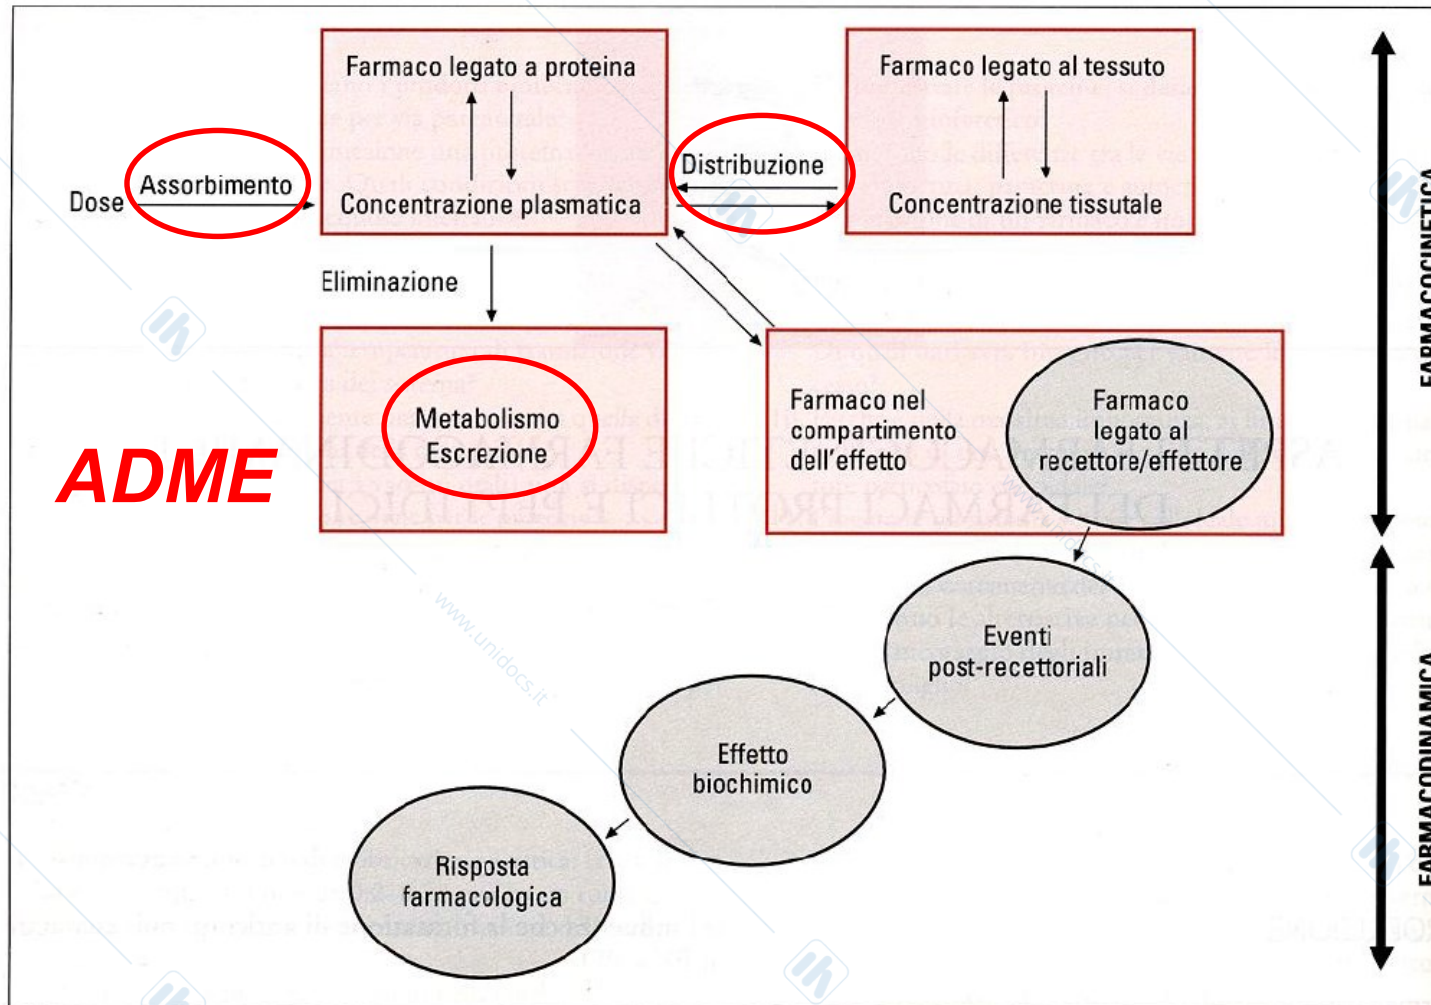 Farmaco legato a proteina
Farmaco legato al tessuto
Distribuzione
Assorbimento
Dose
Concentrazione plasmatica
Concentrazione tissutale
Eliminazione
Metabolismo
Escrezione
Farmaco nel
compartimento
dell'effetto
Farmaco
legato al
recettore/effettore
ADME
Eventi
post-recettoriali
Effetto
biochimico
Risposta
farmacologica
FARMACOCINETICA
FARMACODINAMICA
www.unidocs.it